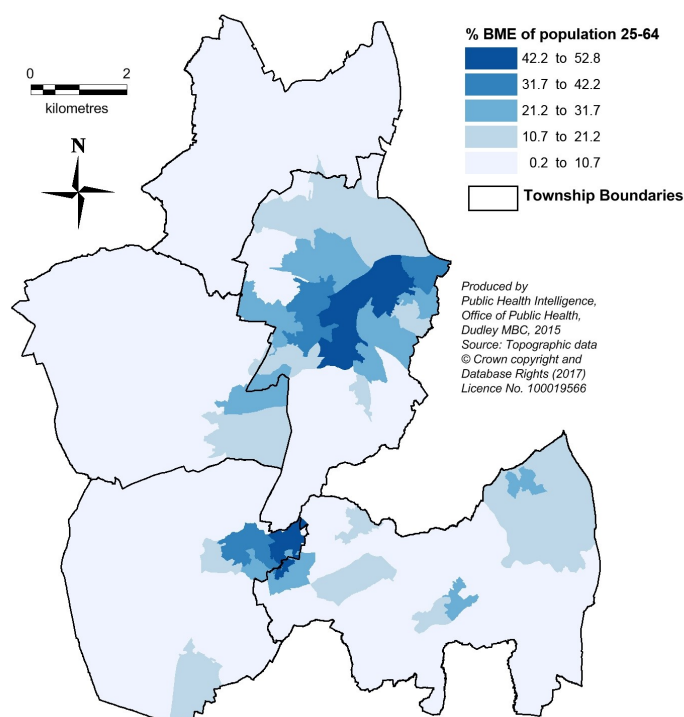 % BME of population 25-64
42.2 to 52.8
31.7 to 42.2
21.2 to 31.7
10.7 to 21.2
0.2 to 10.7
Township Boundaries
0 2
kilometres
N
Produced by
Public Health Intelligence,
Office of Public Health,
Dudley MBC, 2015
Source: Topographic data
© Crown copyright and
Database Rights (2017)
Licence No. 100019566